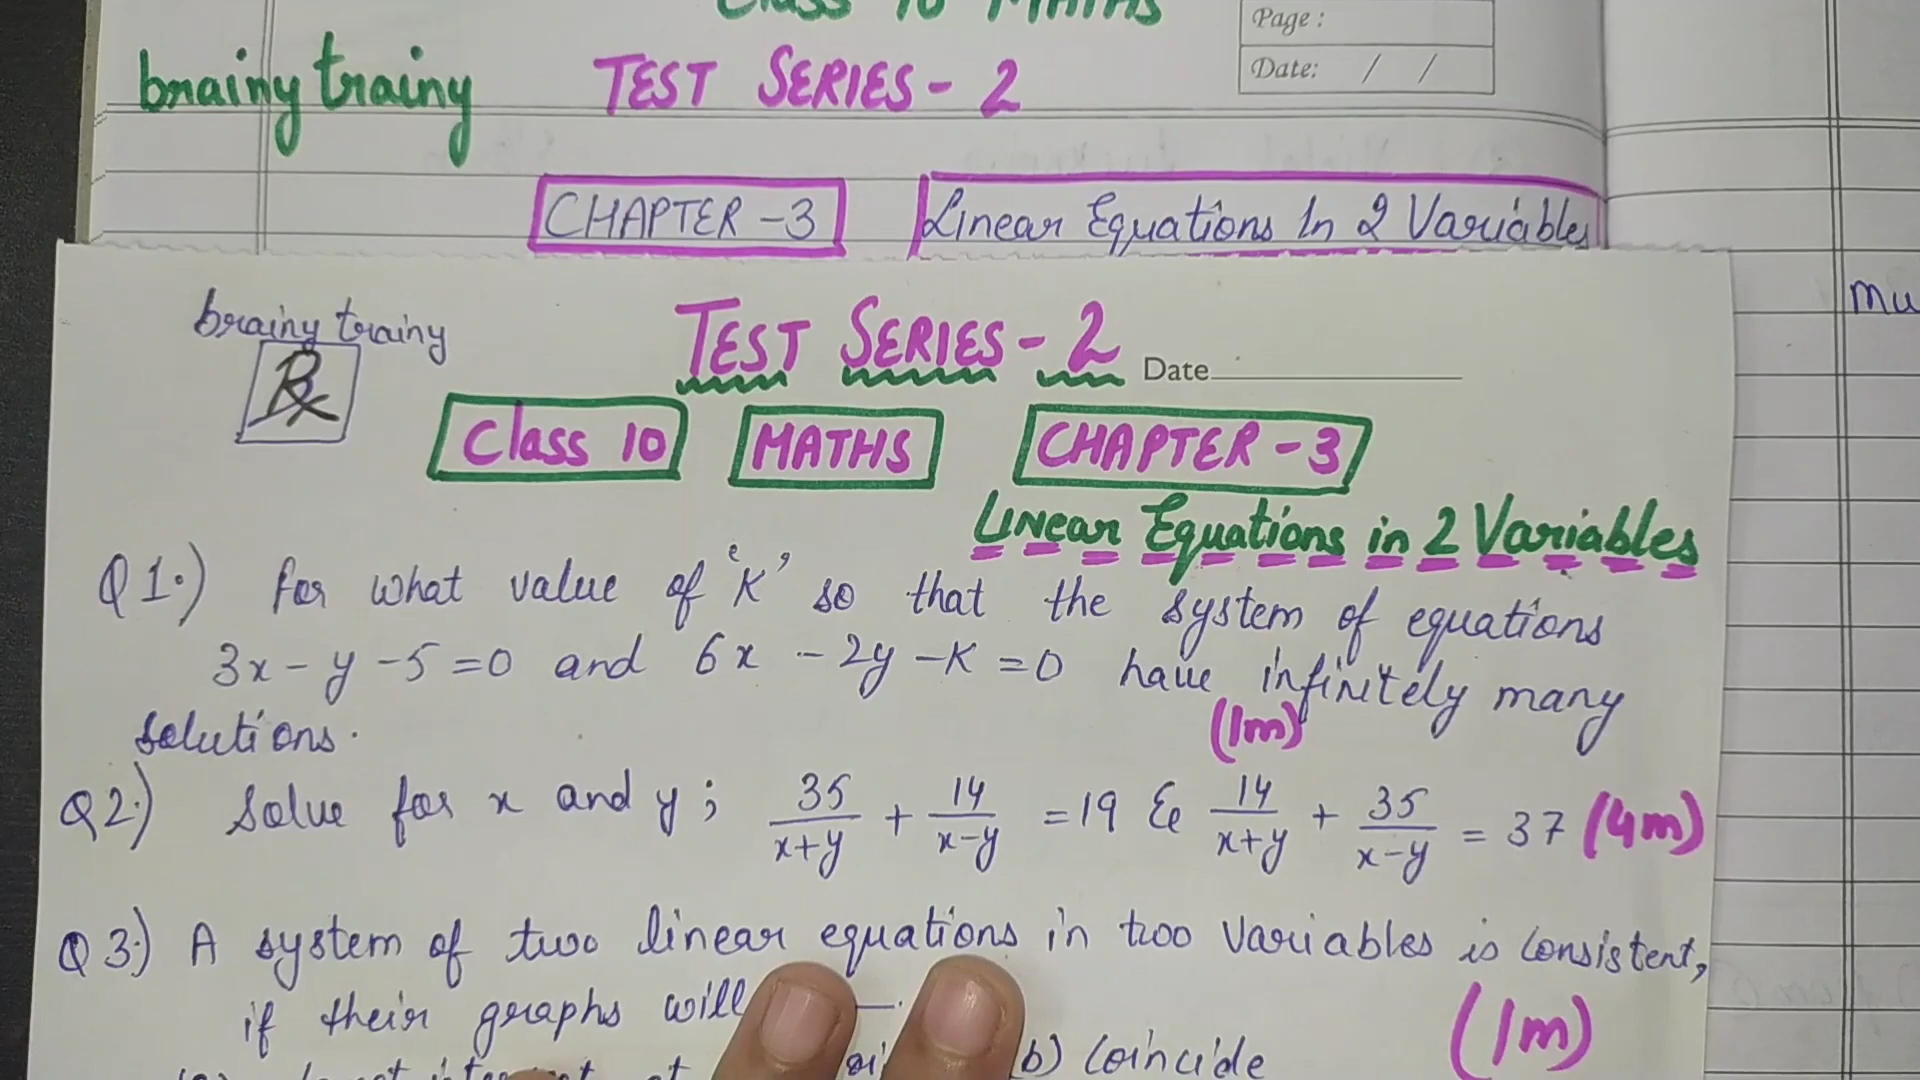 Class 10 MATHS
Page :
Date: / /
brainy trainy TEST SERIES - 2
CHAPTER - 3 Linear Equations In 2 Variables
brainy trainy
TEST SERIES - 2
Date
Class 10 MATHS CHAPTER - 3
Linear Equations in 2 Variables
Q1.) For what value of 'K' so that the system of equations
3x - y - 5 = 0 and 6x - 2y - K = 0 have infinitely many
solutions. (1m)
Q2.) Solve for x and y ; 35/(x+y) + 14/(x-y) = 19 & 14/(x+y) + 35/(x-y) = 37 (4m)
Q3.) A system of two linear equations in two variables is consistent,
if their graphs will —. (1m)
b) Coincide